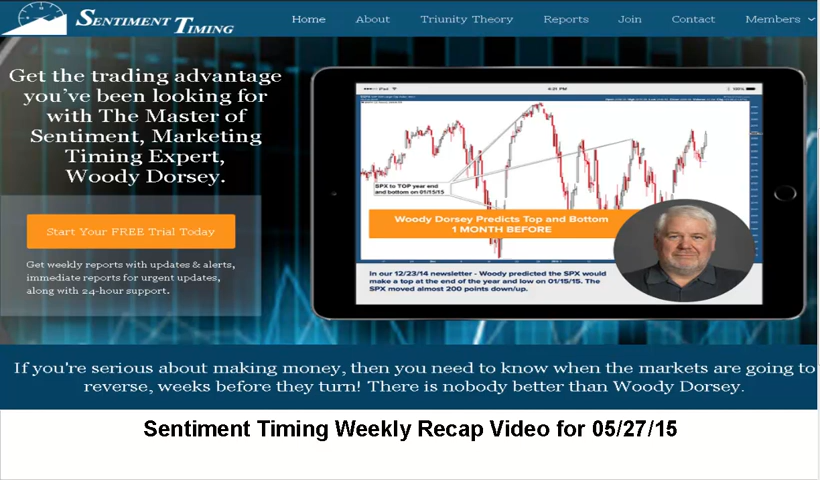 SENTIMENT TIMING
Home About Triunity Theory Reports Join Contact Members
Get the trading advantage
you've been looking for
with The Master of
Sentiment, Marketing
Timing Expert,
Woody Dorsey.
Start Your FREE Trial Today
Get weekly reports with updates & alerts,
immediate reports for urgent updates,
along with 24-hour support.
iPad
SPX to TOP year end
and bottom on 01/15/15
Woody Dorsey Predicts Top and Bottom
1 MONTH BEFORE
In our 12/23/14 newsletter - Woody predicted the SPX would
make a top at the end of the year and low on 01/15/15. The
SPX moved almost 200 points down/up.
If you're serious about making money, then you need to know when the markets are going to
reverse, weeks before they turn! There is nobody better than Woody Dorsey.
Sentiment Timing Weekly Recap Video for 05/27/15